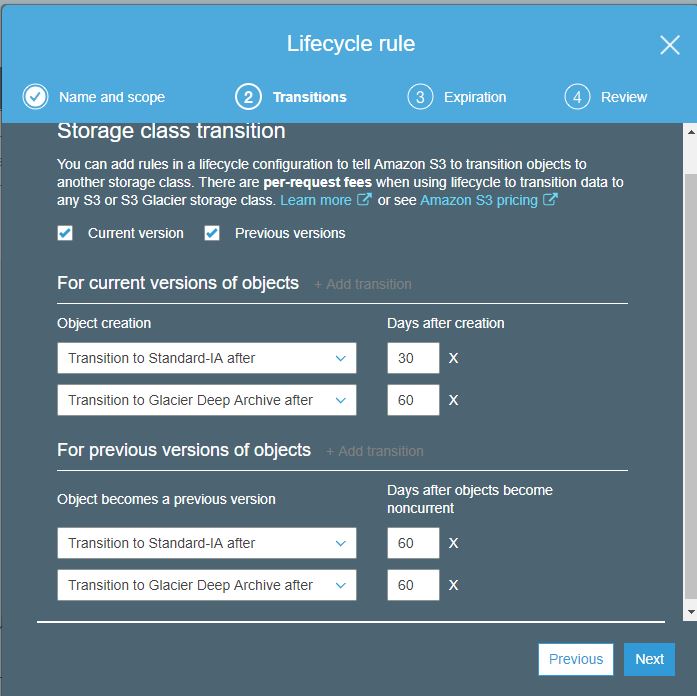 Lifecycle rule
Name and scope
2 Transitions
3 Expiration
4 Review
Storage class transition
You can add rules in a lifecycle configuration to tell Amazon S3 to transition objects to
another storage class. There are per-request fees when using lifecycle to transition data to
any S3 or S3 Glacier storage class. Learn more or see Amazon S3 pricing
Current version Previous versions
For current versions of objects + Add transition
Object creation Days after creation
Transition to Standard-IA after 30 X
Transition to Glacier Deep Archive after 60 X
For previous versions of objects + Add transition
Object becomes a previous version
Days after objects become
noncurrent
Transition to Standard-IA after 60 X
Transition to Glacier Deep Archive after 60 X
Previous Next